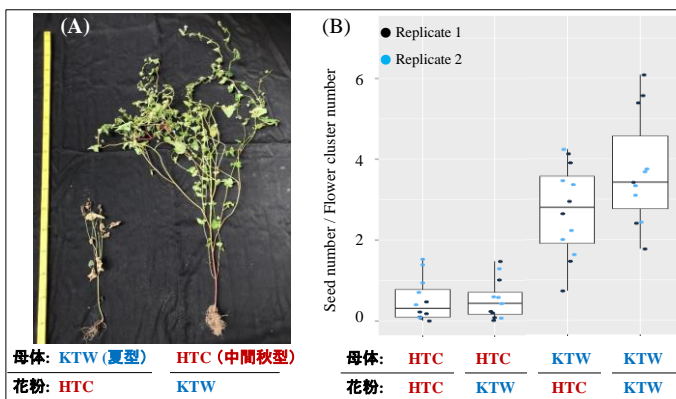 (A)
母体: KTW (夏型) HTC (中間秋型)
花粉: HTC KTW
(B)
Replicate 1
Replicate 2
Seed number / Flower cluster number
6
4
2
0
母体: HTC HTC KTW KTW
花粉: HTC KTW HTC KTW